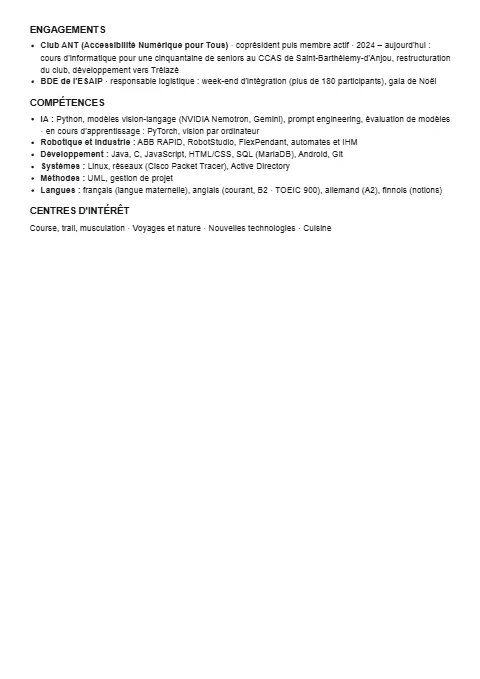 ENGAGEMENTS
• Club ANT (Accessibilité Numérique pour Tous) · coprésident puis membre actif · 2024 – aujourd'hui :
cours d'informatique pour une cinquantaine de seniors au CCAS de Saint-Barthélemy-d'Anjou, restructuration
du club, développement vers Trélazé
• BDE de l'ESAIP · responsable logistique : week-end d'intégration (plus de 180 participants), gala de Noël
COMPÉTENCES
• IA : Python, modèles vision-langage (NVIDIA Nemotron, Gemini), prompt engineering, évaluation de modèles
· en cours d'apprentissage : PyTorch, vision par ordinateur
• Robotique et industrie : ABB RAPID, RobotStudio, FlexPendant, automates et IHM
• Développement : Java, C, JavaScript, HTML/CSS, SQL (MariaDB), Android, Git
• Systèmes : Linux, réseaux (Cisco Packet Tracer), Active Directory
• Méthodes : UML, gestion de projet
• Langues : français (langue maternelle), anglais (courant, B2 · TOEIC 900), allemand (A2), finnois (notions)
CENTRES D'INTÉRÊT
Course, trail, musculation · Voyages et nature · Nouvelles technologies · Cuisine